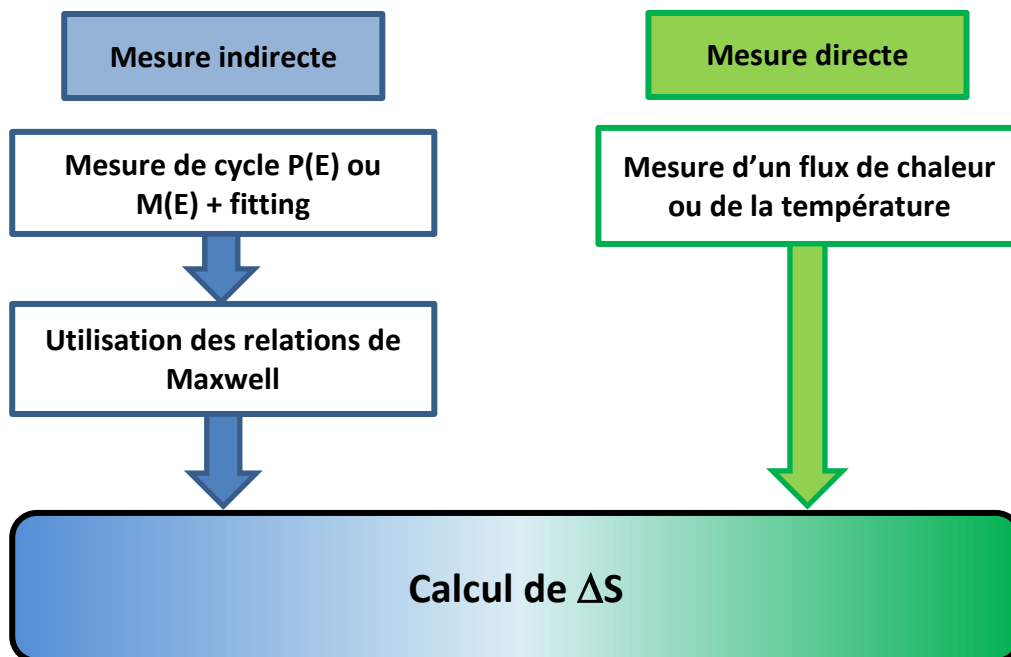 Mesure indirecte
Mesure de cycle P(E) ou
M(E) + fitting
Utilisation des relations de
Maxwell
Mesure directe
Mesure d’un flux de chaleur
ou de la température
Calcul de ΔS